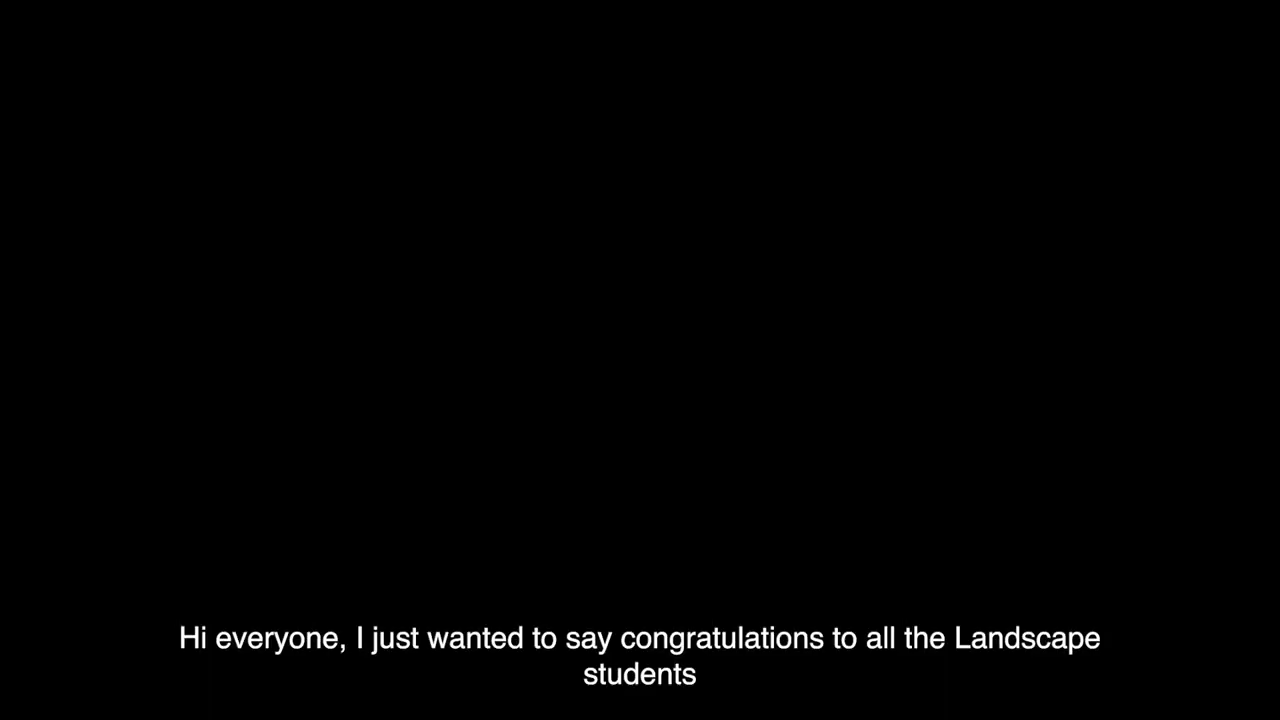 Hi everyone, I just wanted to say congratulations to all the Landscape
students